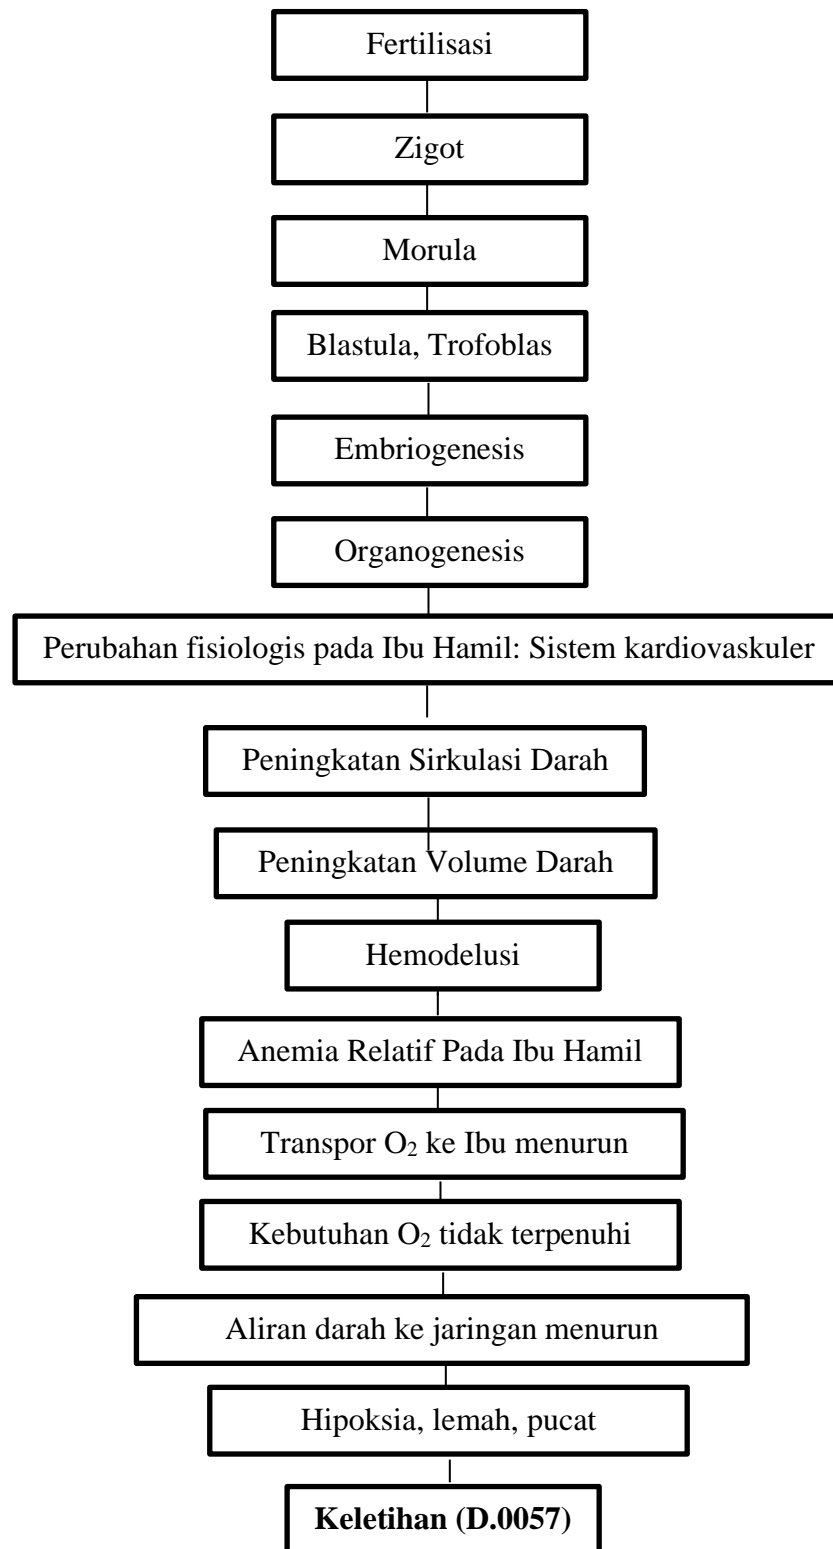 Fertilisasi
Zigot
Morula
Blastula, Trofoblas
Embriogenesis
Organogenesis
Perubahan fisiologis pada Ibu Hamil: Sistem kardiovaskuler
Peningkatan Sirkulasi Darah
Peningkatan Volume Darah
Hemodelusi
Anemia Relatif Pada Ibu Hamil
Transpor O₂ ke Ibu menurun
Kebutuhan O₂ tidak terpenuhi
Aliran darah ke jaringan menurun
Hipoksia, lemah, pucat
Keletihan (D.0057)